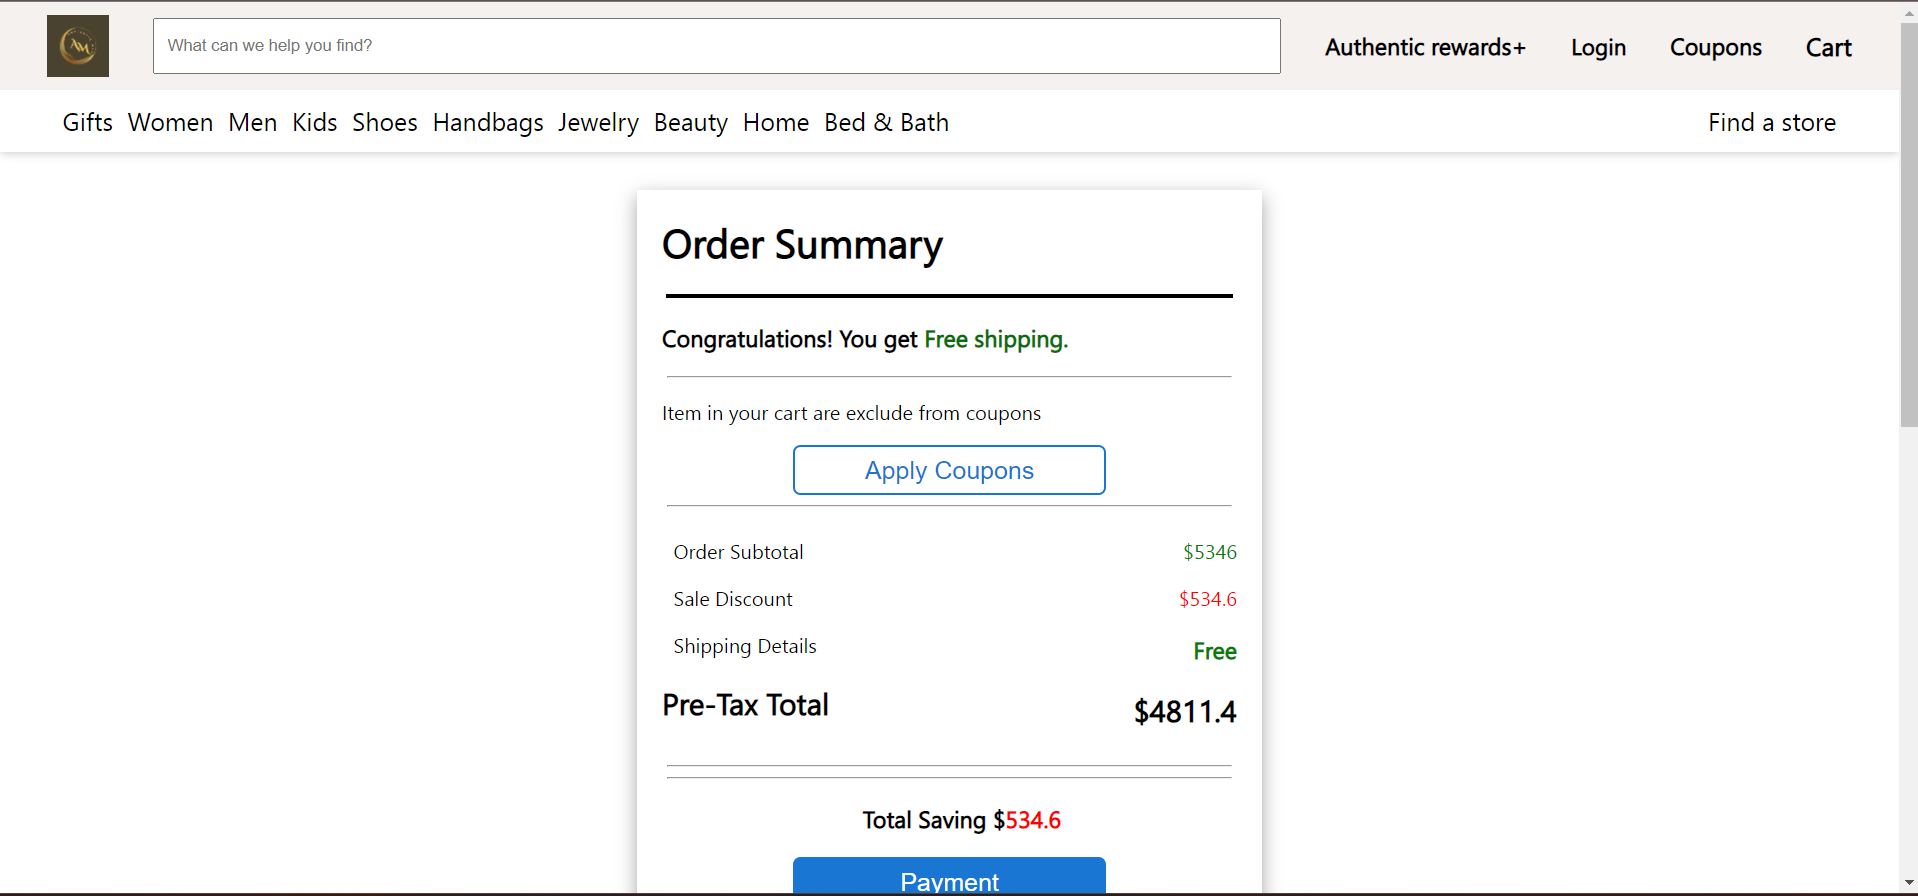 AM
What can we help you find?
Authentic rewards+ Login Coupons Cart
Gifts Women Men Kids Shoes Handbags Jewelry Beauty Home Bed & Bath Find a store
Order Summary
Congratulations! You get Free shipping.
Item in your cart are exclude from coupons
Apply Coupons
Order Subtotal $5346
Sale Discount $534.6
Shipping Details Free
Pre-Tax Total $4811.4
Total Saving $534.6
Payment